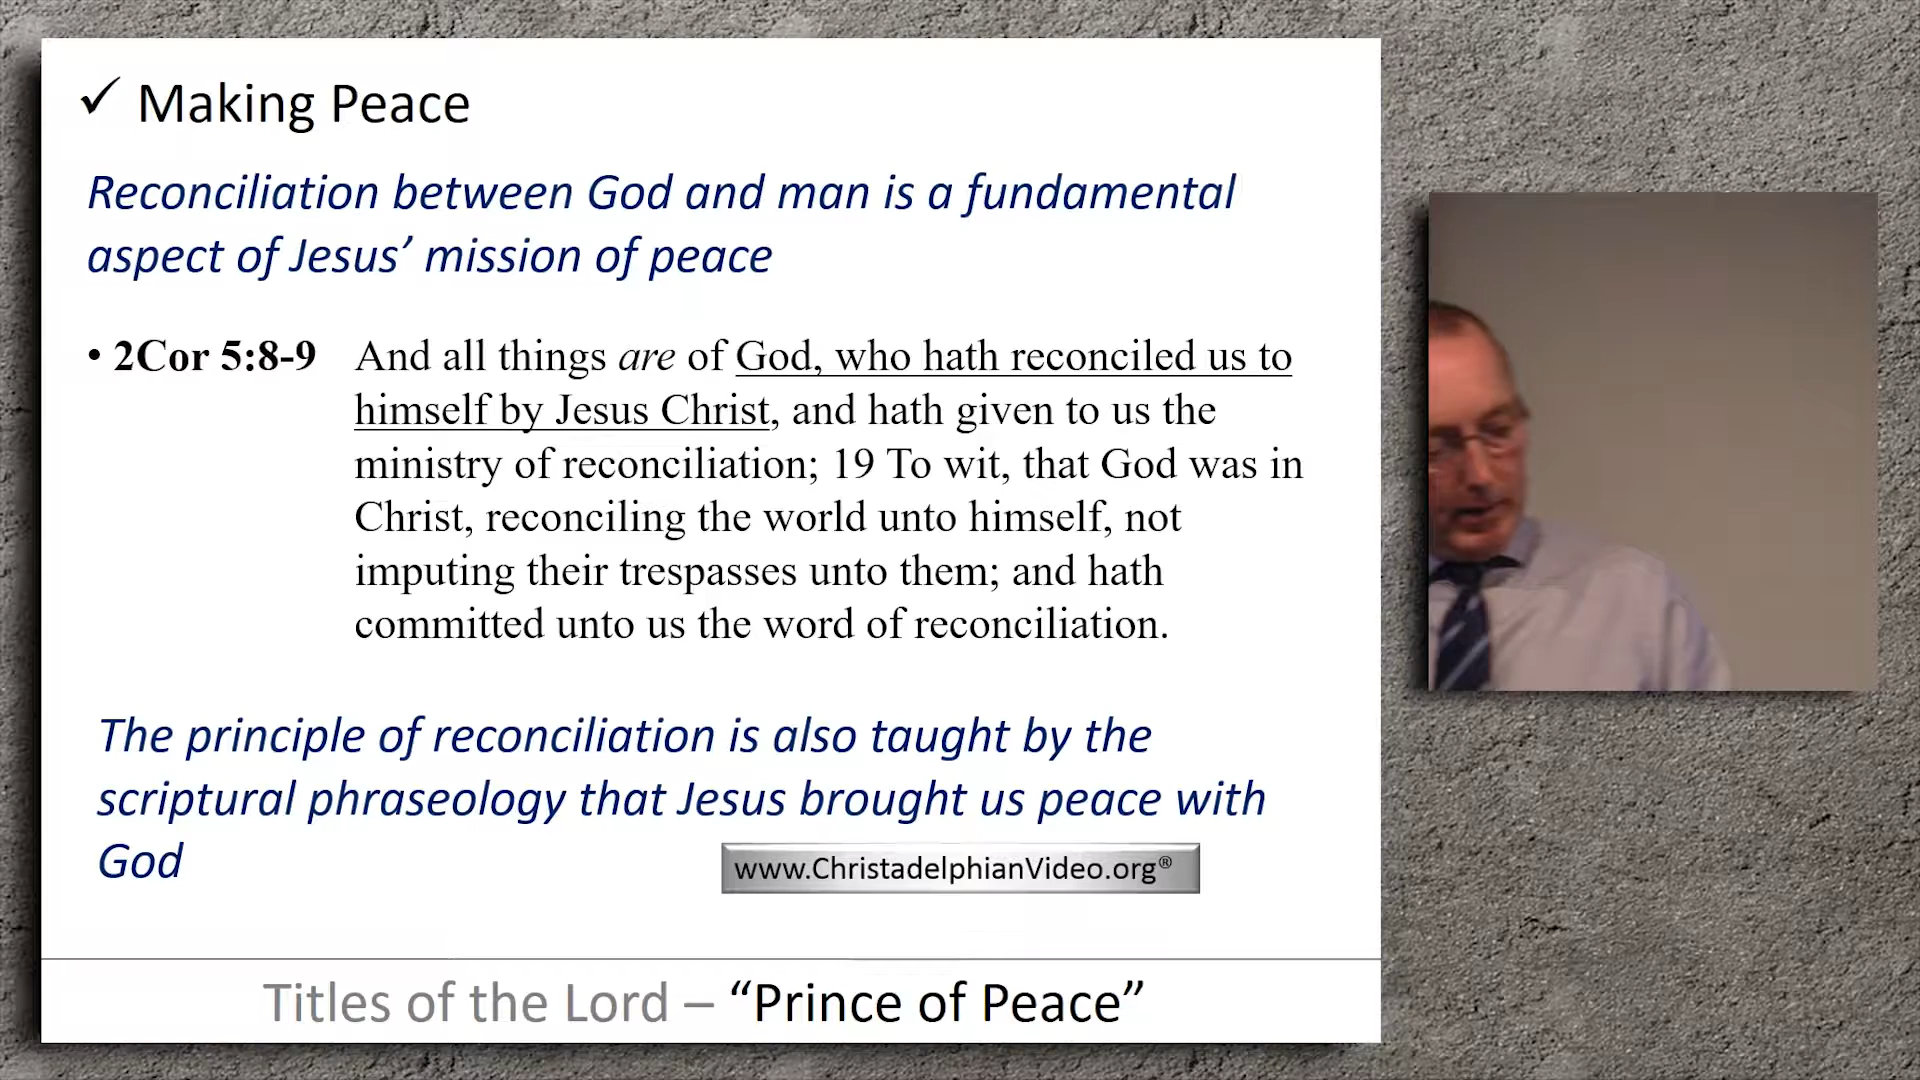 ✓ Making Peace
Reconciliation between God and man is a fundamental
aspect of Jesus’ mission of peace
• 2Cor 5:8-9 And all things are of God, who hath reconciled us to
himself by Jesus Christ, and hath given to us the
ministry of reconciliation; 19 To wit, that God was in
Christ, reconciling the world unto himself, not
imputing their trespasses unto them; and hath
committed unto us the word of reconciliation.
The principle of reconciliation is also taught by the
scriptural phraseology that Jesus brought us peace with
God
www.ChristadelphianVideo.org®
Titles of the Lord – “Prince of Peace”